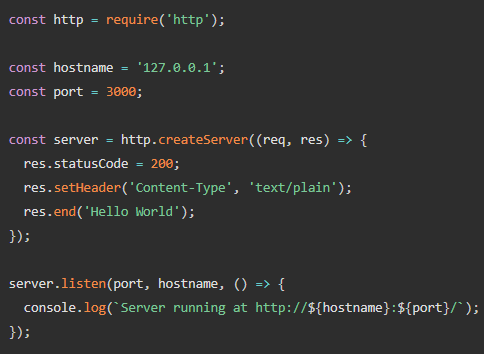 const http = require('http');

const hostname = '127.0.0.1';
const port = 3000;

const server = http.createServer((req, res) => {
  res.statusCode = 200;
  res.setHeader('Content-Type', 'text/plain');
  res.end('Hello World');
});

server.listen(port, hostname, () => {
  console.log(`Server running at http://${hostname}:${port}/`);
});